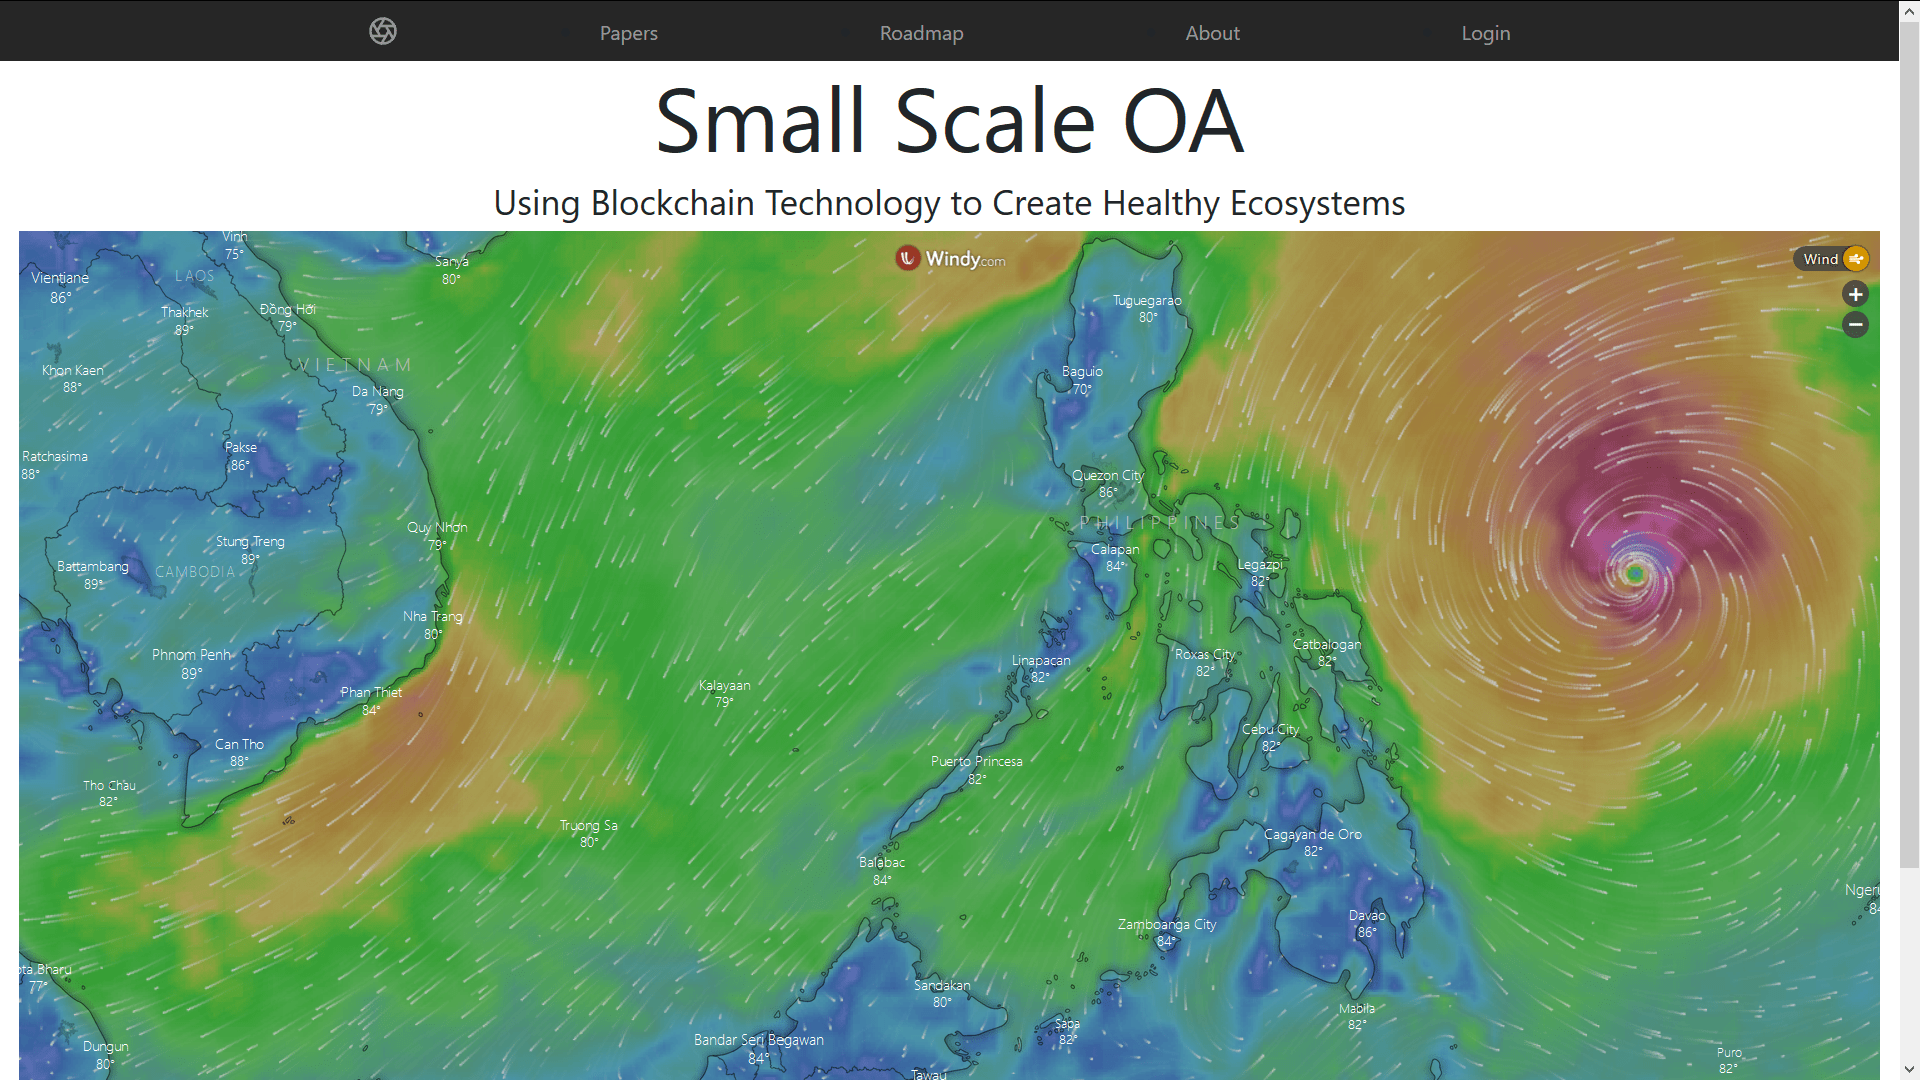 Papers
Roadmap
About
Login
Small Scale OA
Using Blockchain Technology to Create Healthy Ecosystems
Vinh
75°
Sanya
80°
Windy.com
Wind
Vientiane
86°
LAOS
Thakhek
89°
Đồng Hới
79°
Tuguegarao
80°
VIETNAM
Khon Kaen
88°
Da Nang
79°
Baguio
70°
Pakse
86°
Ratchasima
88°
Quezon City
86°
PHILIPPINES
Quy Nhơn
79°
Stung Treng
89°
Calapan
84°
Battambang
89°
CAMBODIA
Legazpi
82°
Nha Trang
80°
Catbalogan
82°
Phnom Penh
89°
Roxas City
82°
Linapacan
82°
Kalayaan
79°
Phan Thiet
84°
Cebu City
82°
Can Tho
88°
Puerto Princesa
82°
Tho Chau
82°
Truong Sa
80°
Cagayan de Oro
82°
Balabac
84°
Ngeri
84
Davao
86°
Zamboanga City
84°
ota Bharu
77°
Sandakan
80°
Mabila
82°
Sapa
82°
Bandar Seri Begawan
84°
Dungun
80°
Puro
82°
Tawau